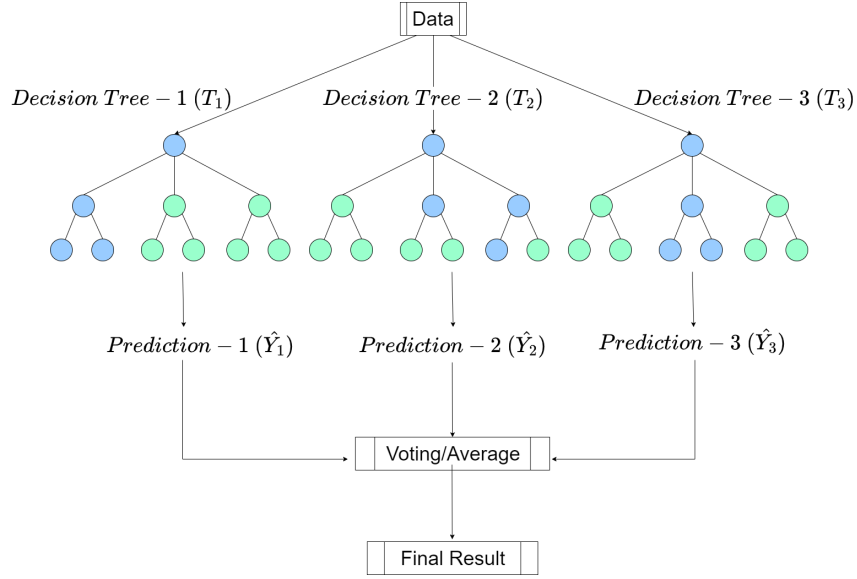 Data
Decision Tree − 1 (T₁)
Decision Tree − 2 (T₂)
Decision Tree − 3 (T₃)
Prediction − 1 (Ŷ₁)
Prediction − 2 (Ŷ₂)
Prediction − 3 (Ŷ₃)
Voting/Average
Final Result